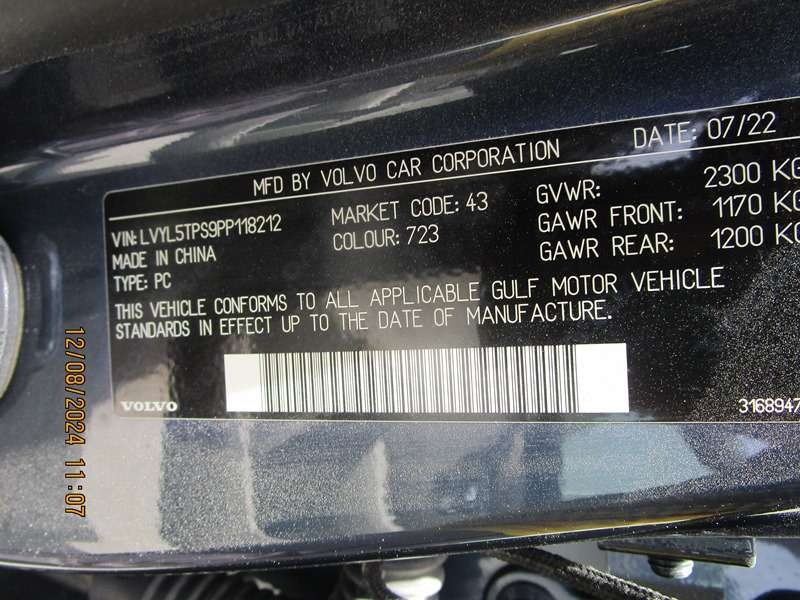 MFD BY VOLVO CAR CORPORATION DATE: 07/22
VIN: LVYL5TPS9PP118212 MARKET CODE: 43 GVWR: 2300 KG
MADE IN CHINA COLOUR: 723 GAWR FRONT: 1170 KG
TYPE: PC GAWR REAR: 1200 KG
THIS VEHICLE CONFORMS TO ALL APPLICABLE GULF MOTOR VEHICLE
STANDARDS IN EFFECT UP TO THE DATE OF MANUFACTURE.
VOLVO 3168947
12/08/2024 11:07